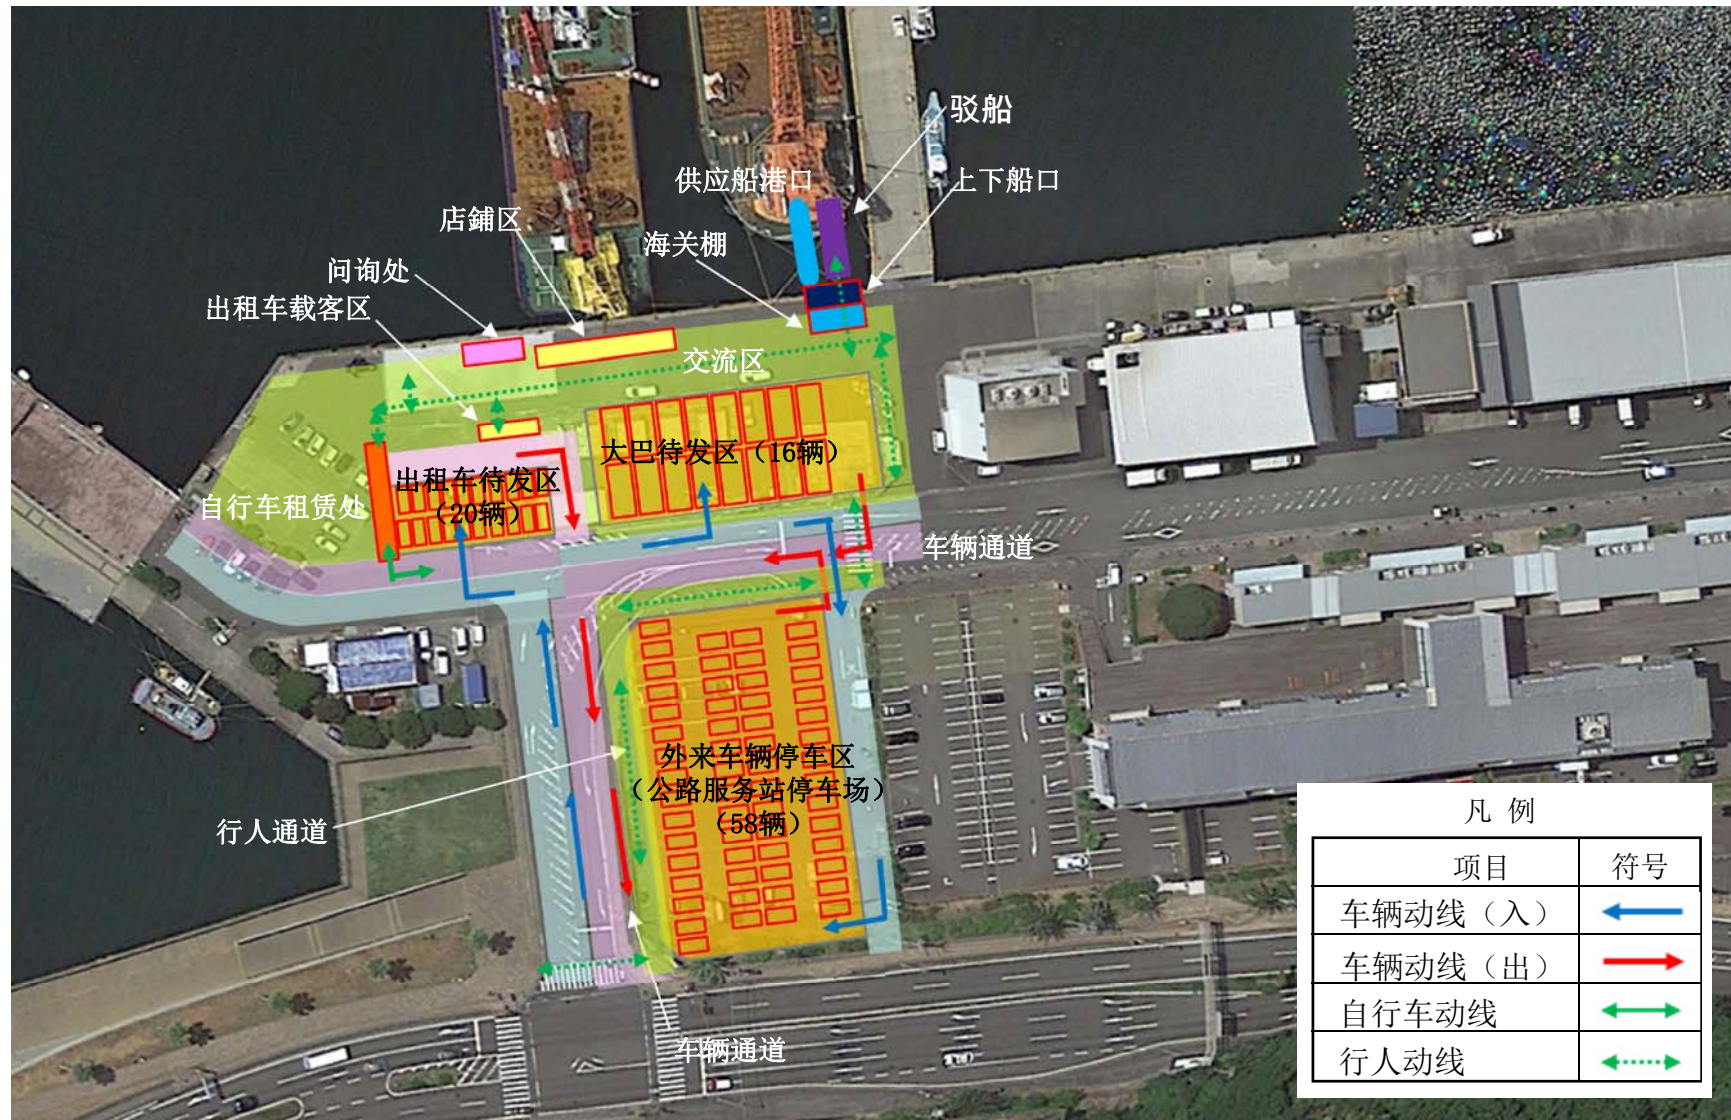 驳船
供应船港口
上下船口
店鋪区
海关棚
问询处
出租车载客区
交流区
大巴待发区（16辆）
出租车待发区
（20辆）
自行车租赁处
车辆通道
外来车辆停车区
（公路服务站停车场）
（58辆）
行人通道
车辆通道
凡 例
项目 符号
车辆动线（入）
车辆动线（出）
自行车动线
行人动线